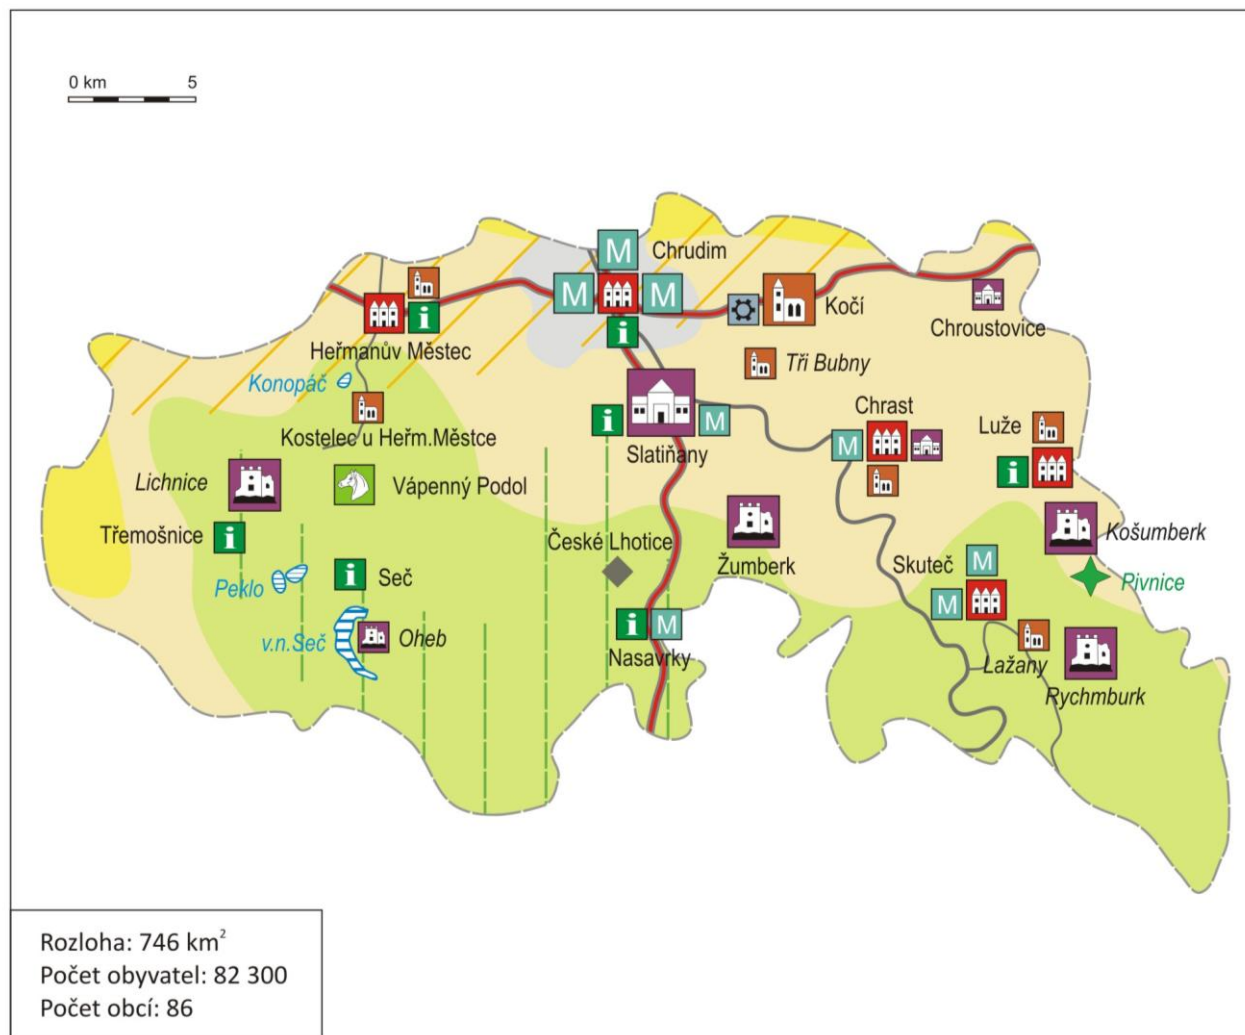 0 km 5
M
Chrudim
M M
i
Kočí
Chroustovice
i
Heřmanův Městec
Tři Bubny
Konopáč
Kostelec u Heřm.Městce
i M
Slatiňany
Chrast
M
Luže
i
Lichnice
Vápenný Podol
Třemošnice i
České Lhotice
Žumberk
Košumberk
Skuteč M
Peklo
i Seč
Pivnice
M
v.n.Seč
Oheb
i M
Nasavrky
Lažany
Rychmburk
Rozloha: 746 km²
Počet obyvatel: 82 300
Počet obcí: 86